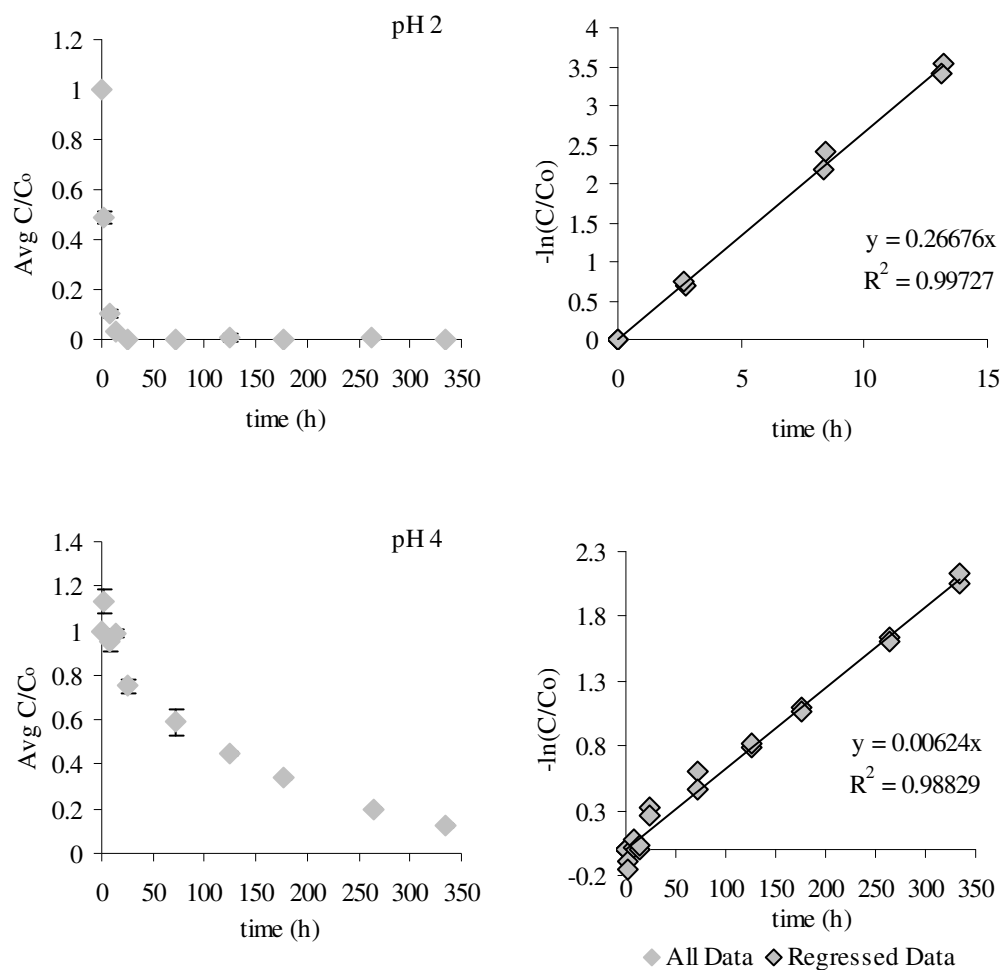 pH 2
1.2
1
0.8
0.6
0.4
0.2
0
0 50 100 150 200 250 300 350
Avg C/Co
time (h)
4
3.5
3
2.5
2
1.5
1
0.5
0
0 5 10 15
-ln(C/Co)
y = 0.26676x
R² = 0.99727
time (h)
pH 4
1.4
1.2
1
0.8
0.6
0.4
0.2
0
0 50 100 150 200 250 300 350
Avg C/Co
time (h)
2.3
1.8
1.3
0.8
0.3
-0.2
0 50 100 150 200 250 300 350
-ln(C/Co)
y = 0.00624x
R² = 0.98829
time (h)
All Data Regressed Data